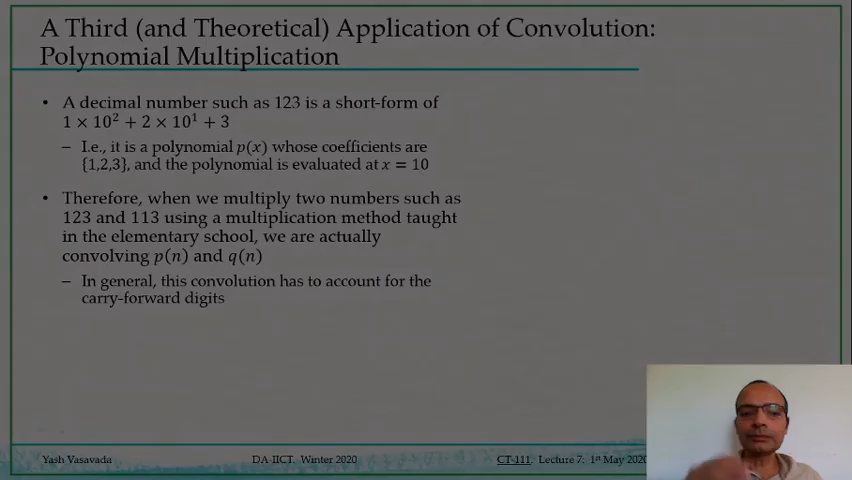 A Third (and Theoretical) Application of Convolution:
Polynomial Multiplication
• A decimal number such as 123 is a short-form of
1 × 10² + 2 × 10¹ + 3
– I.e., it is a polynomial p(x) whose coefficients are
{1,2,3}, and the polynomial is evaluated at x = 10
• Therefore, when we multiply two numbers such as
123 and 113 using a multiplication method taught
in the elementary school, we are actually
convolving p(n) and q(n)
– In general, this convolution has to account for the
carry-forward digits
Yash Vasavada DA-IICT. Winter 2020 CT-111. Lecture 7: 1st May 2020